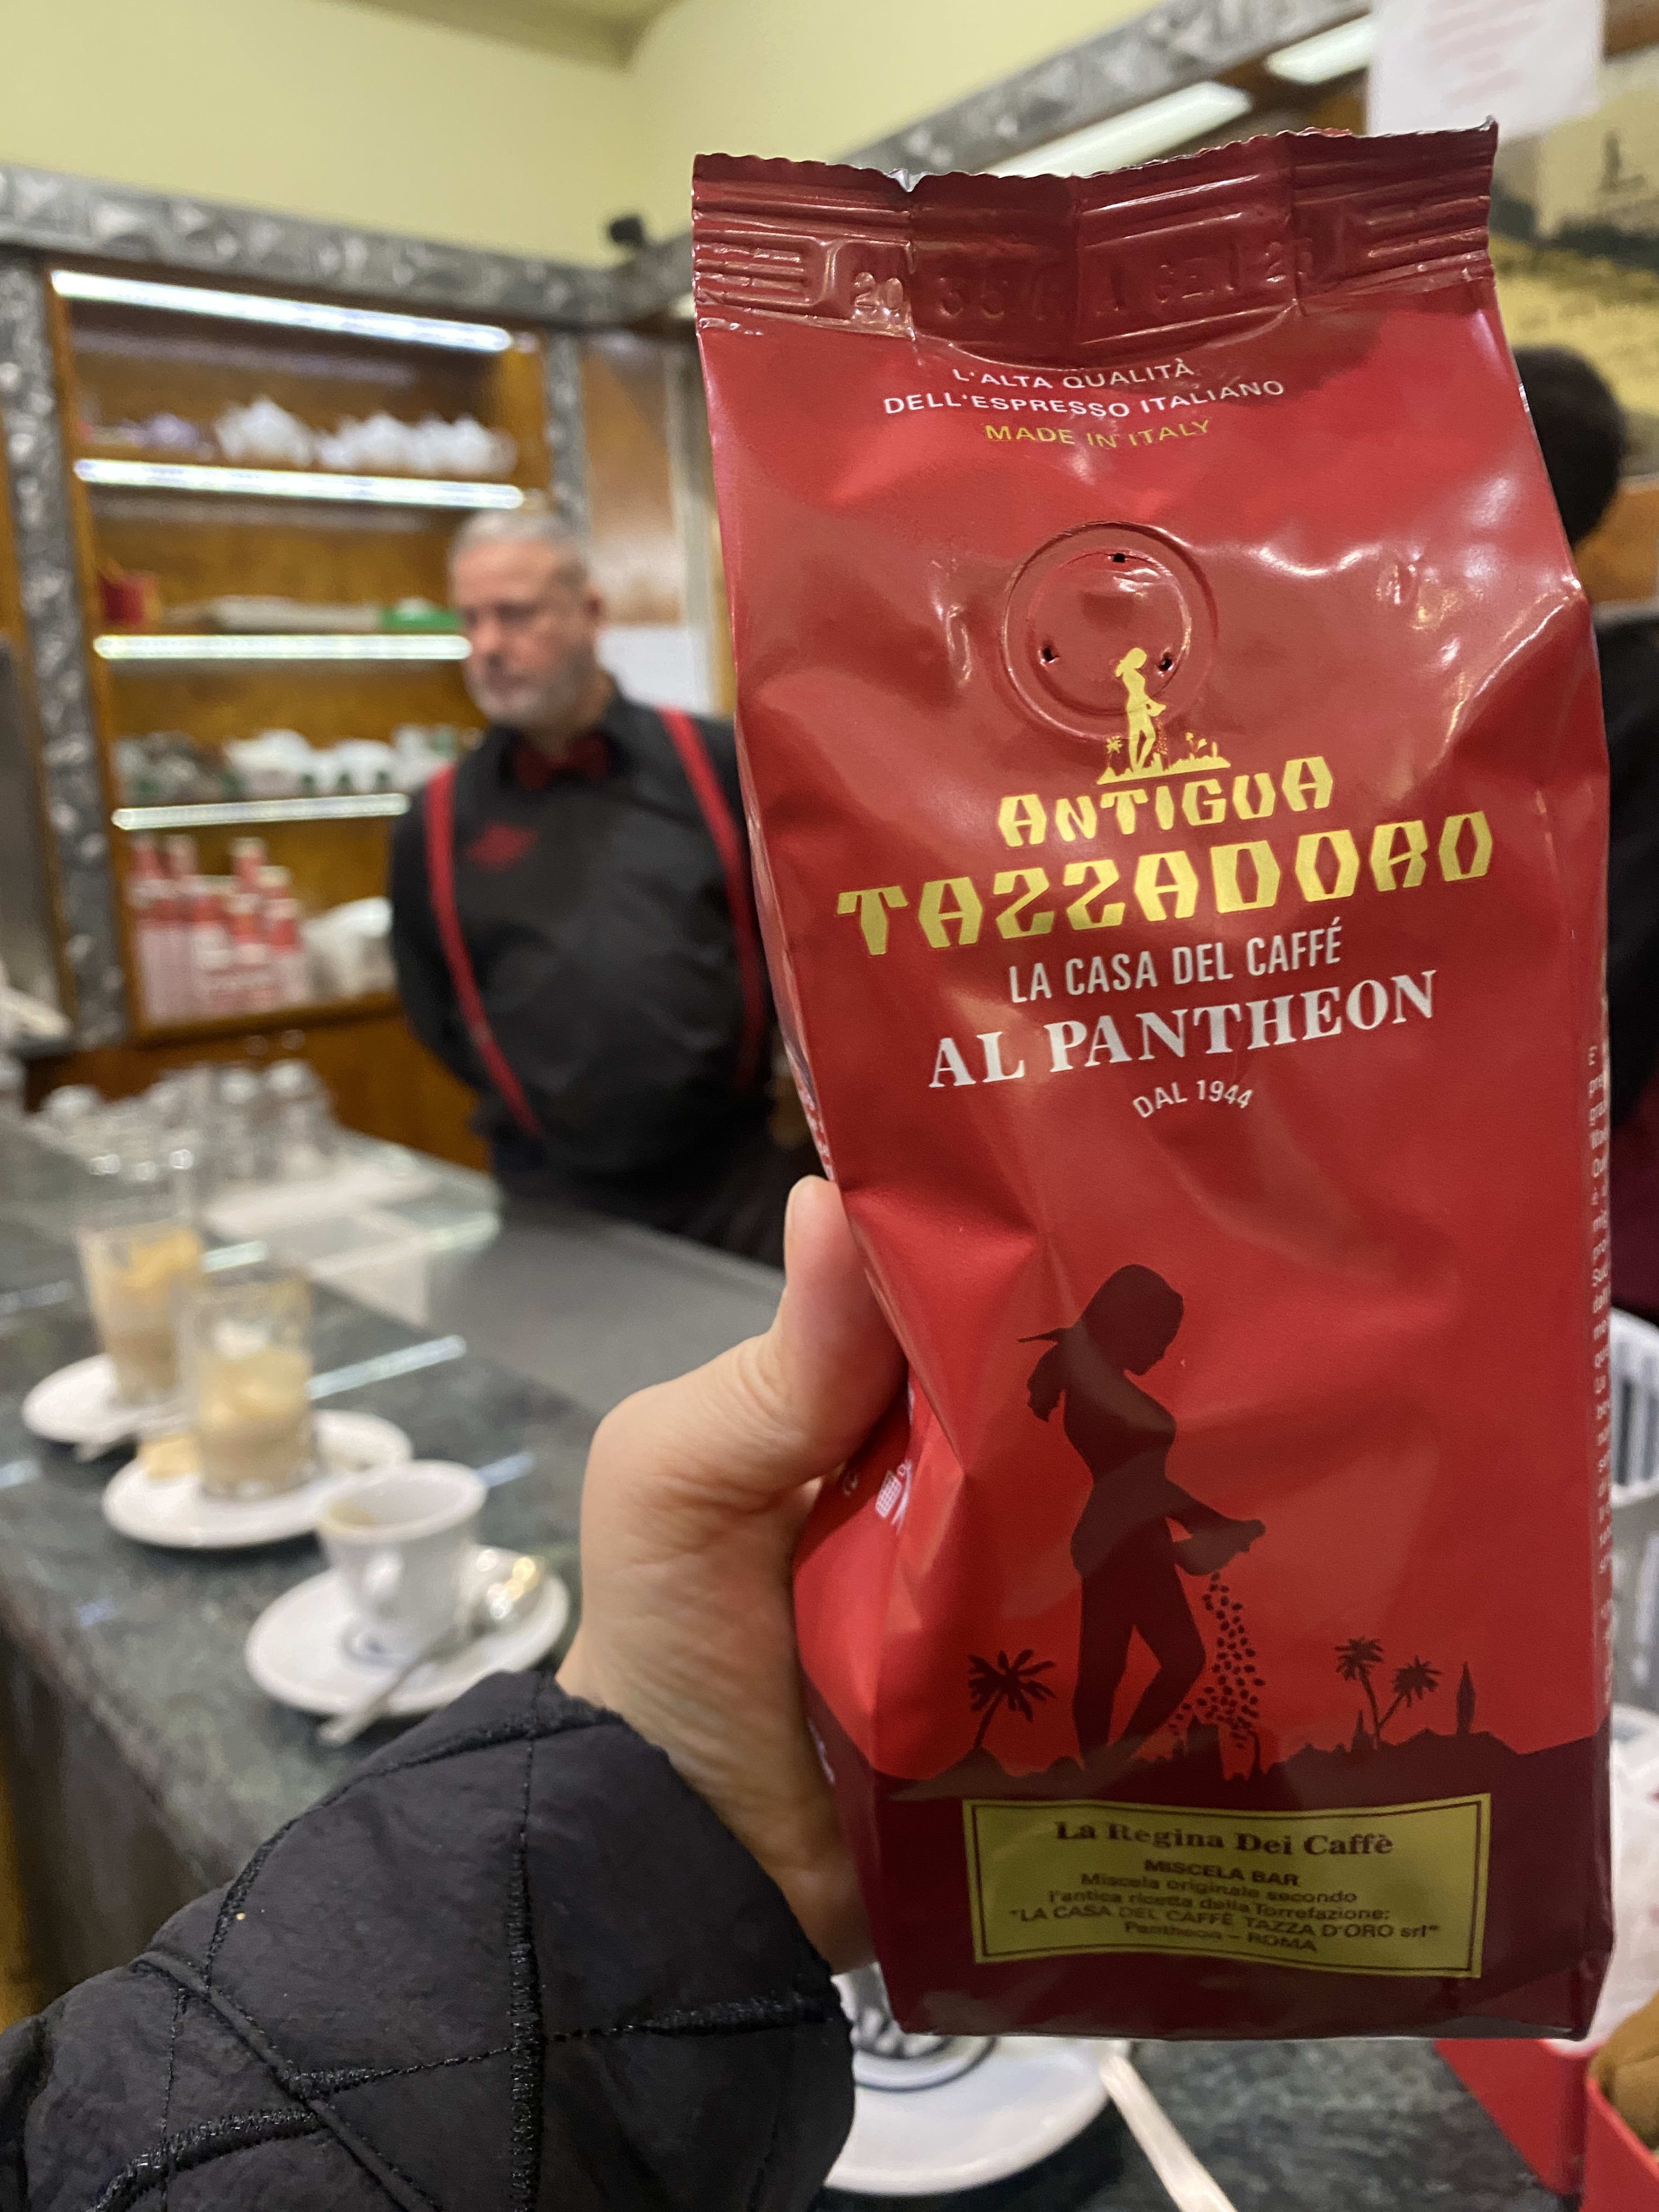 L'ALTA QUALITÀ
DELL'ESPRESSO ITALIANO
MADE IN ITALY
ANTIGUA
TAZZADORO
LA CASA DEL CAFFÉ
AL PANTHEON
DAL 1944
La Regina Dei Caffè
MISCELA BAR
Miscela originale secondo
l'antica ricetta della Torrefazione:
"LA CASA DEL CAFFÈ TAZZA D'ORO srl"
Pantheon - ROMA